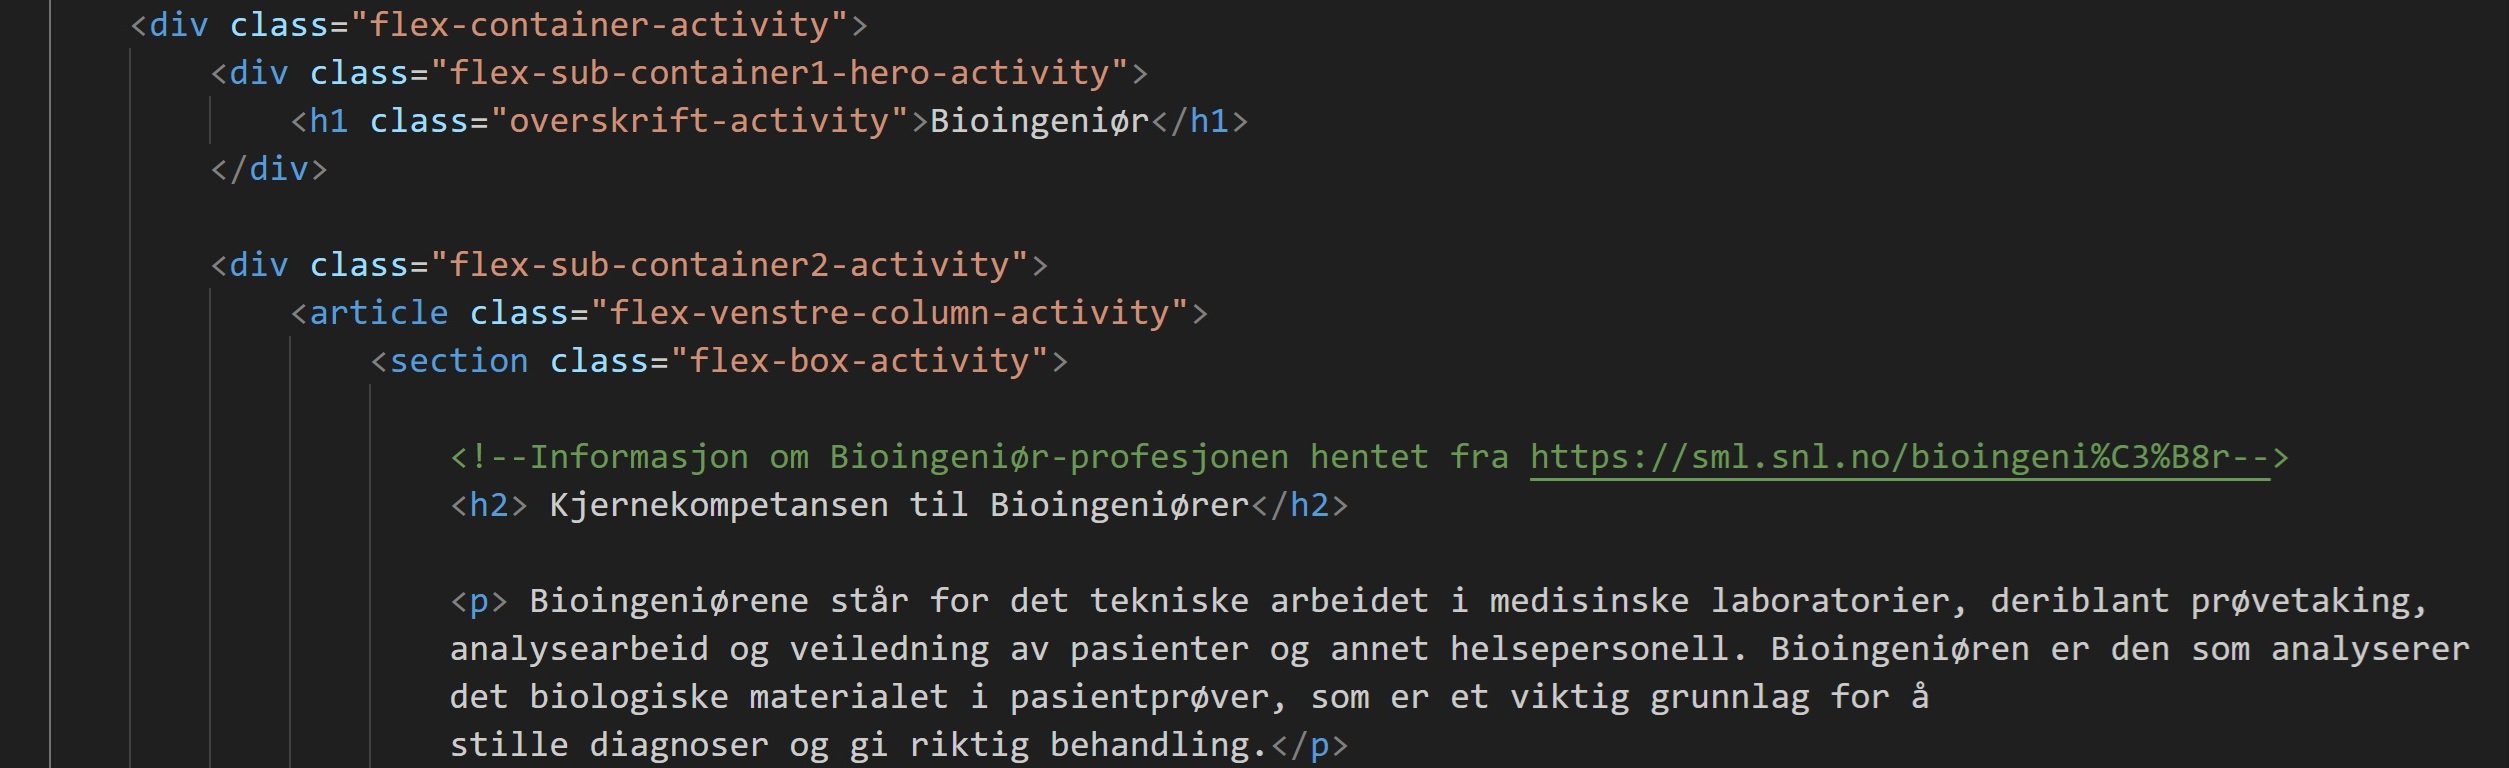 <div class="flex-container-activity">
<div class="flex-sub-container1-hero-activity">
<h1 class="overskrift-activity">Bioingeniør</h1>
</div>
<div class="flex-sub-container2-activity">
<article class="flex-venstre-column-activity">
<section class="flex-box-activity">
<!--Informasjon om Bioingeniør-profesjonen hentet fra https://sml.snl.no/bioingeni%C3%B8r-->
<h2> Kjernekompetansen til Bioingeniører</h2>
<p> Bioingeniørene står for det tekniske arbeidet i medisinske laboratorier, deriblant prøvetaking,
analysearbeid og veiledning av pasienter og annet helsepersonell. Bioingeniøren er den som analyserer
det biologiske materialet i pasientprøver, som er et viktig grunnlag for å
stille diagnoser og gi riktig behandling.</p>